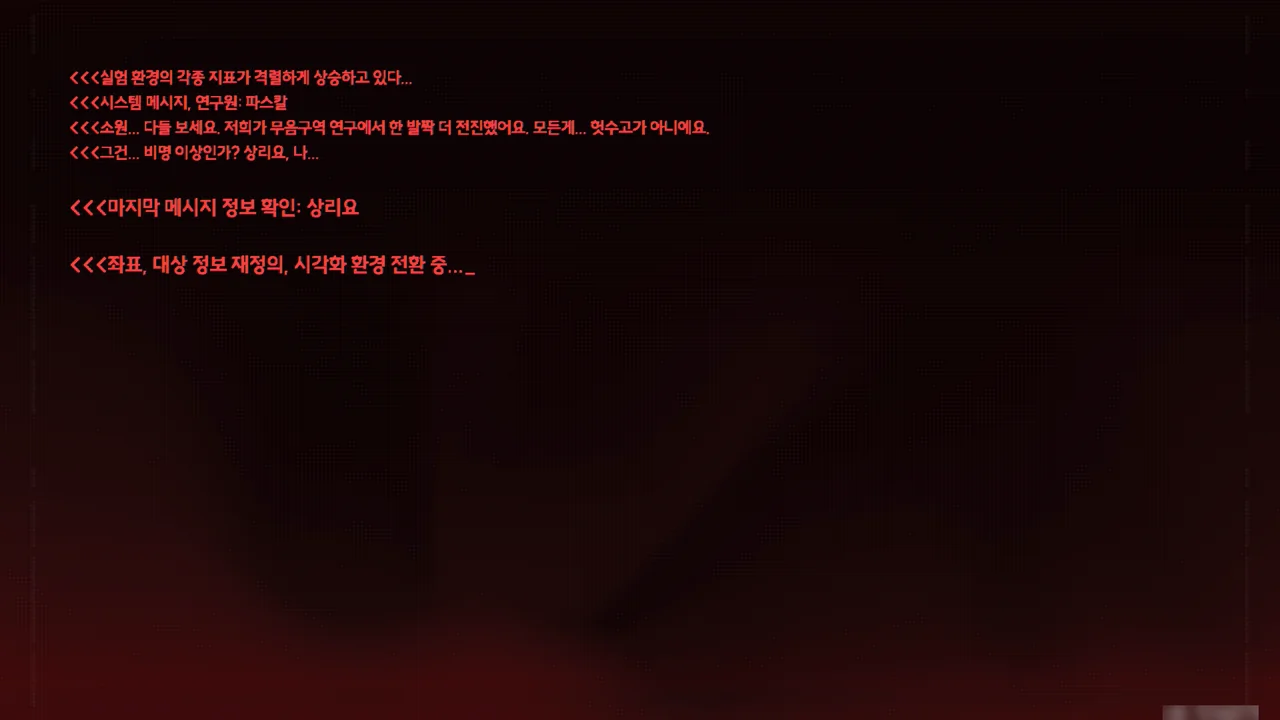 <<<실험 환경의 각종 지표가 격렬하게 상승하고 있다...
<<<시스템 메시지, 연구원: 파스칼
<<<소원... 다들 보세요. 저희가 무음구역 연구에서 한 발짝 더 전진했어요. 모든게... 헛수고가 아니에요.
<<<그건... 비명 이상인가? 상리요, 나...
<<<마지막 메시지 정보 확인: 상리요
<<<좌표, 대상 정보 재정의, 시각화 환경 전환 중..._